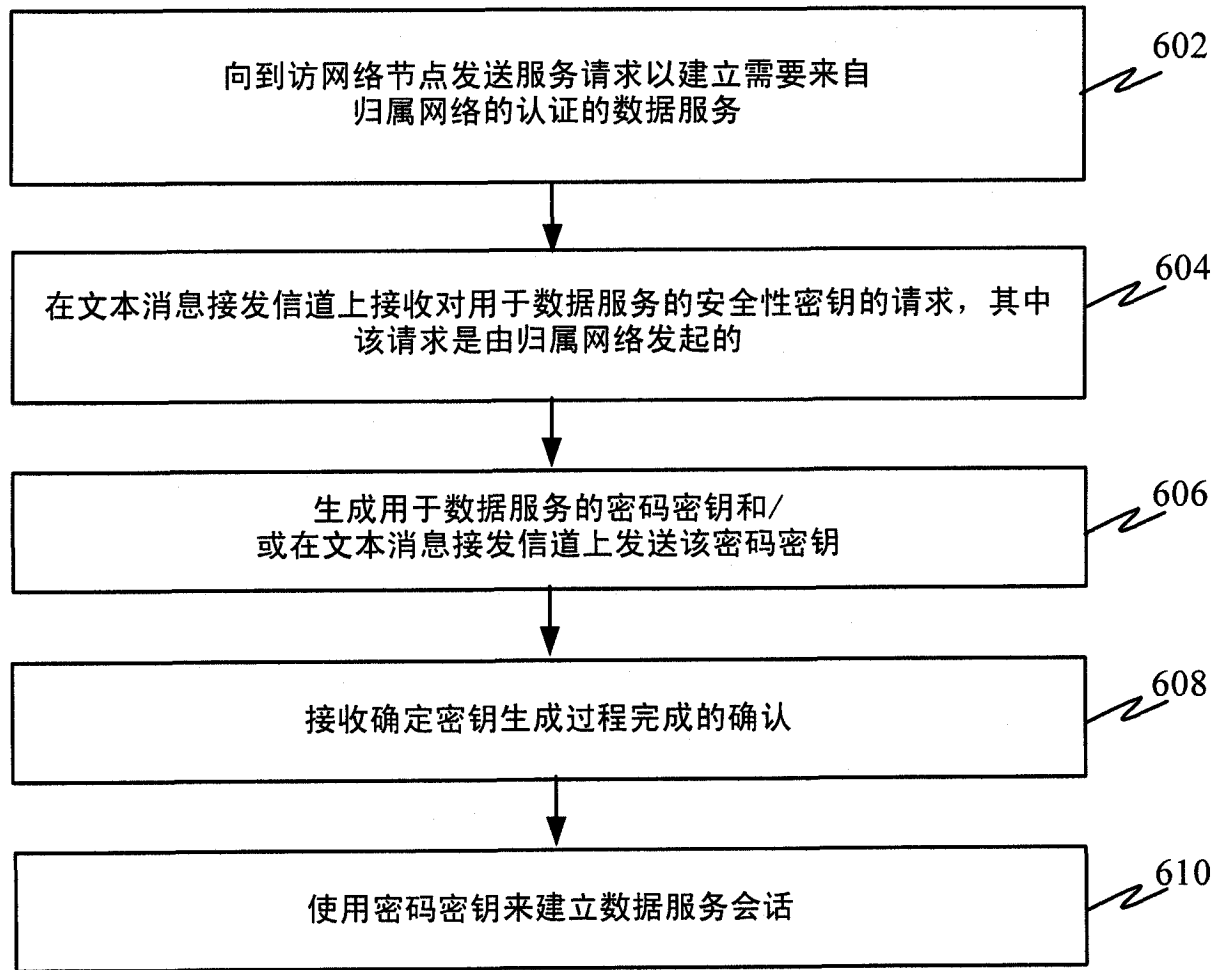 602
向到访网络节点发送服务请求以建立需要来自
归属网络的认证的数据服务
604
在文本消息接发信道上接收对用于数据服务的安全性密钥的请求，其中
该请求是由归属网络发起的
606
生成用于数据服务的密码密钥和/
或在文本消息接发信道上发送该密码密钥
608
接收确定密钥生成过程完成的确认
610
使用密码密钥来建立数据服务会话